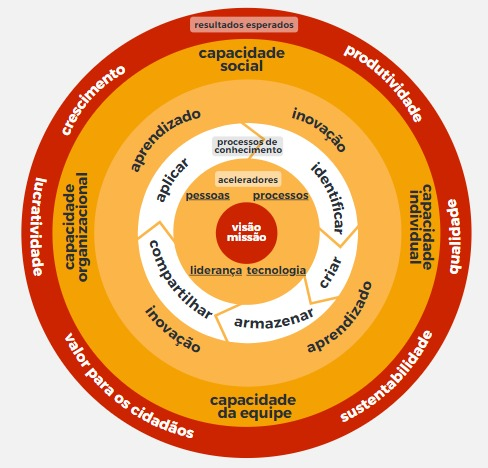 resultados esperados
capacidade
social
crescimento
produtividade
aprendizado
inovação
processos de
conhecimento
aplicar
identificar
aceleradores
pessoas
processos
lucratividade
capacidade
organizacional
visão
missão
capacidade
individual
qualidade
liderança
tecnologia
compartilhar
criar
armazenar
inovação
aprendizado
valor para os cidadãos
sustentabilidade
capacidade
da equipe